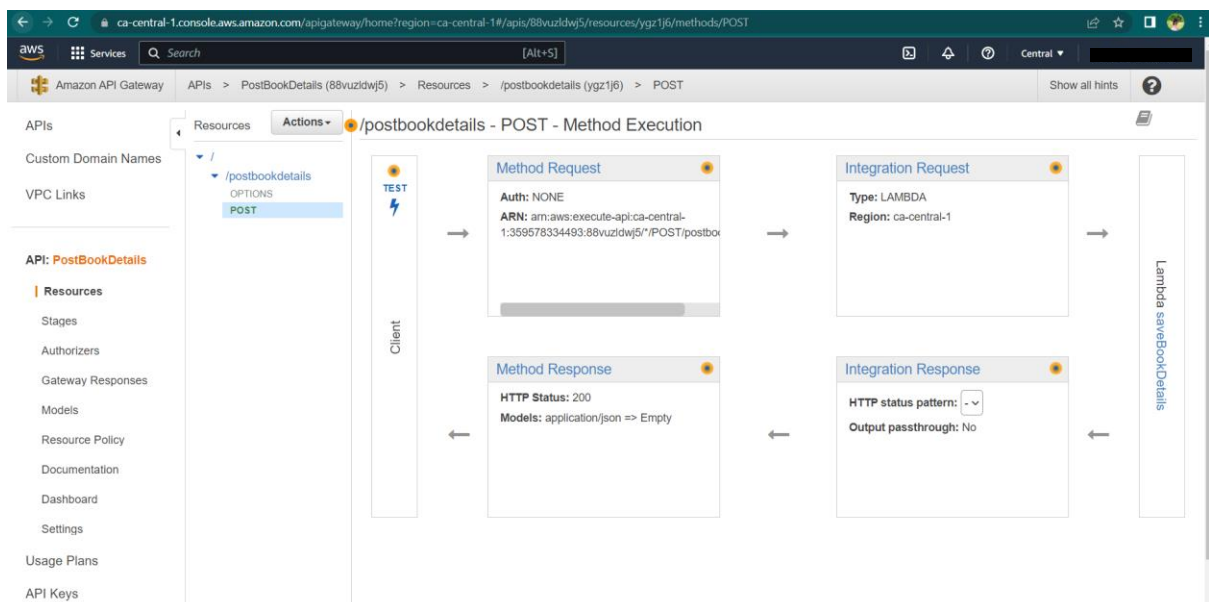 ca-central-1.console.aws.amazon.com/apigateway/home?region=ca-central-1#/apis/88vuzldwj5/resources/ygz1j6/methods/POST
aws Services Search [Alt+S] Central
Amazon API Gateway APIs > PostBookDetails (88vuzldwj5) > Resources > /postbookdetails (ygz1j6) > POST Show all hints
APIs
Custom Domain Names
VPC Links
API: PostBookDetails
Resources
Stages
Authorizers
Gateway Responses
Models
Resource Policy
Documentation
Dashboard
Settings
Usage Plans
API Keys
Resources Actions
/
/postbookdetails
OPTIONS
POST
/postbookdetails - POST - Method Execution
TEST
Client
Method Request
Auth: NONE
ARN: arn:aws:execute-api:ca-central-
1:359578334493:88vuzldwj5/*/POST/postboo
Integration Request
Type: LAMBDA
Region: ca-central-1
Lambda saveBookDetails
Method Response
HTTP Status: 200
Models: application/json => Empty
Integration Response
HTTP status pattern: -
Output passthrough: No